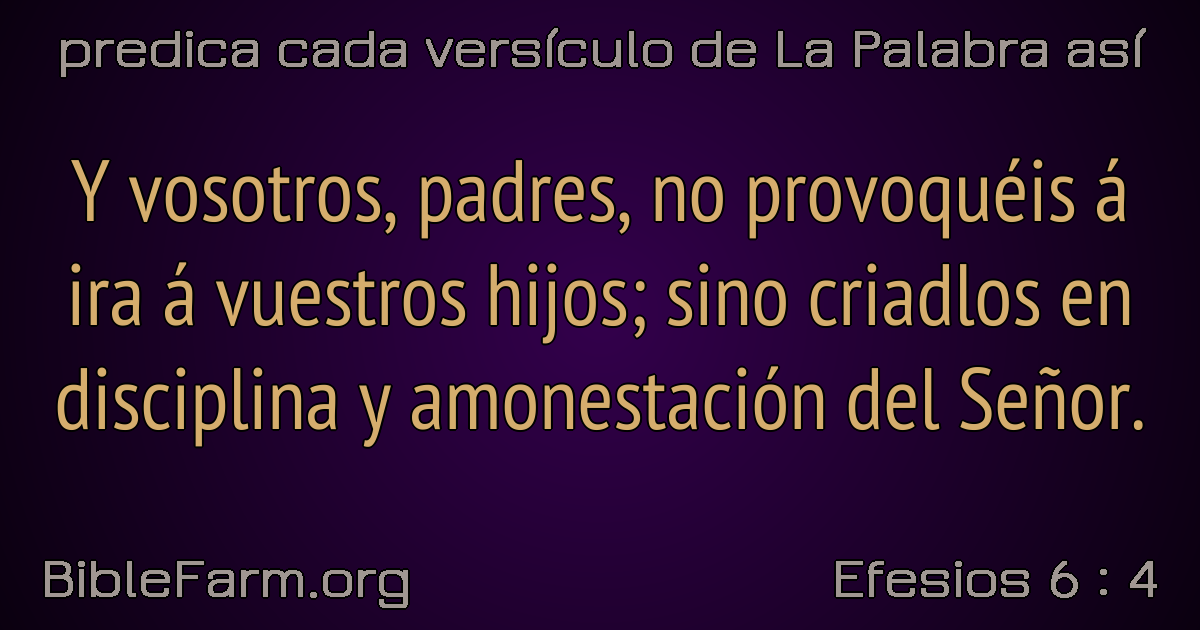 predica cada versículo de La Palabra así
Y vosotros, padres, no provoquéis á
ira á vuestros hijos; sino criadlos en
disciplina y amonestación del Señor.
BibleFarm.org
Efesios 6 : 4